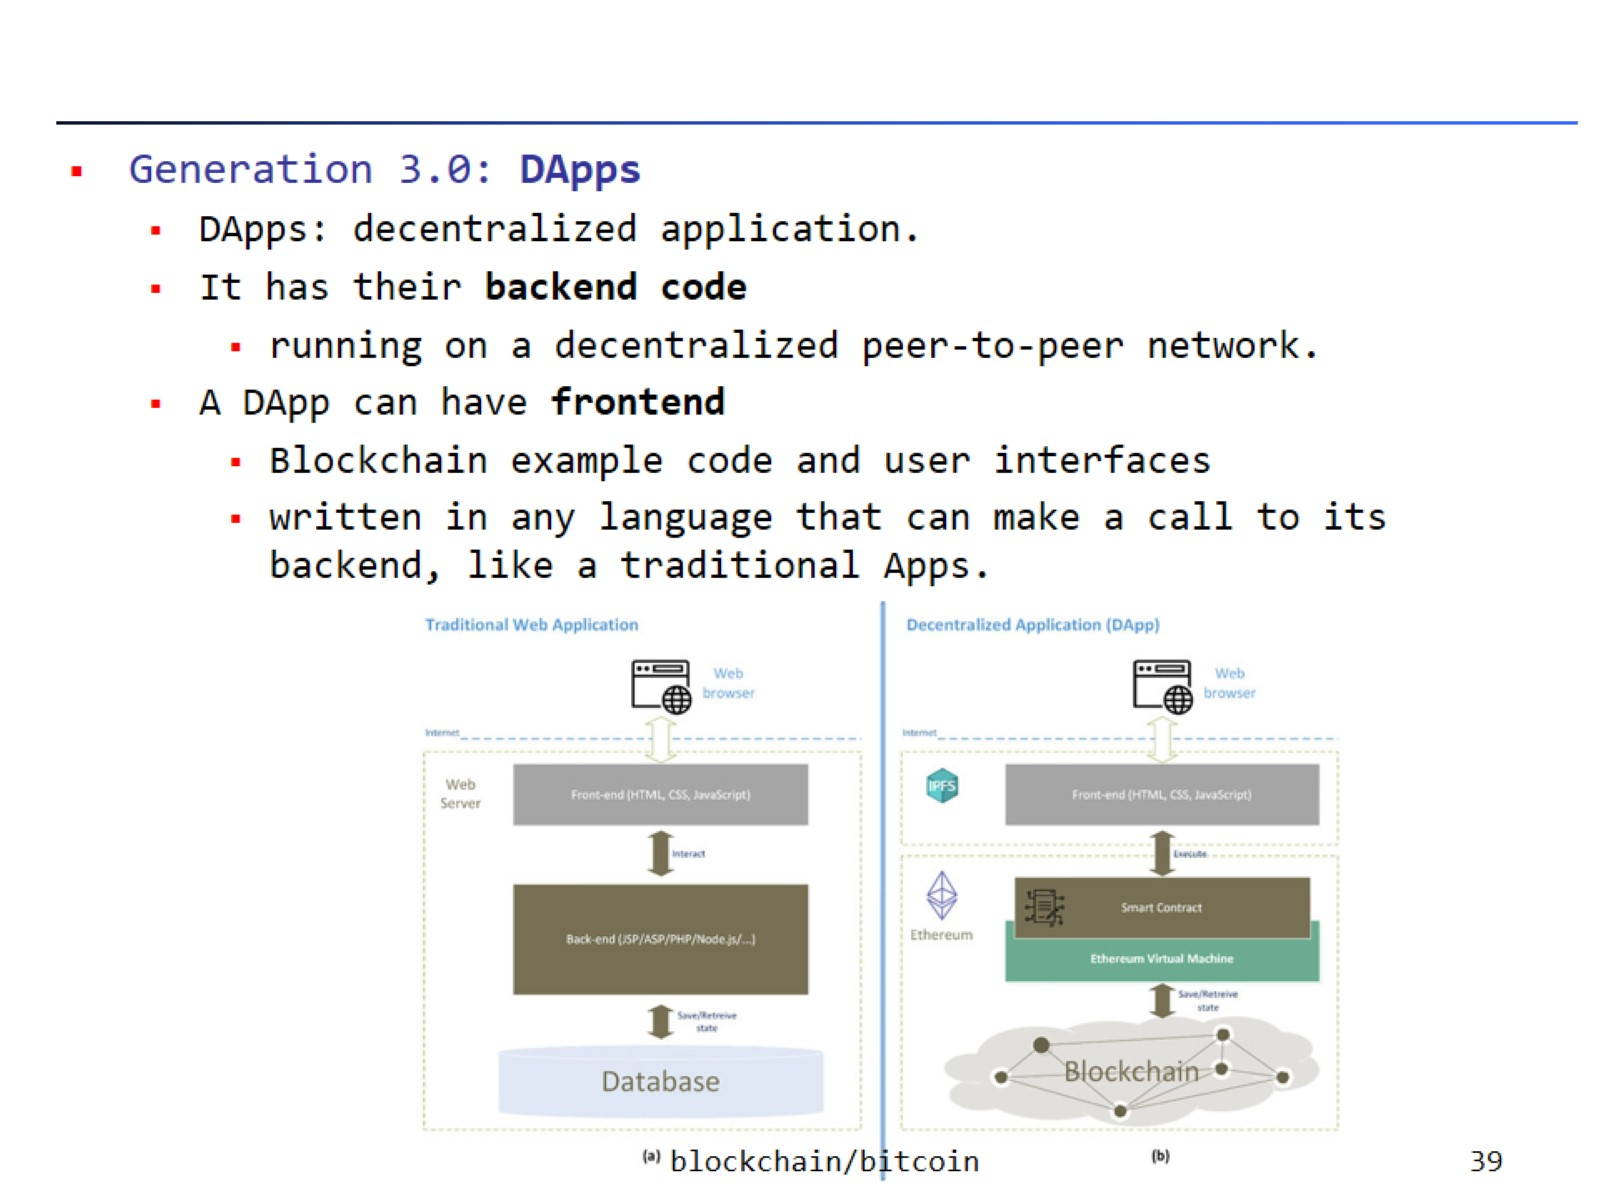 Generation 3.0: DApps
DApps: decentralized application.
It has their backend code
running on a decentralized peer-to-peer network.
A DApp can have frontend
Blockchain example code and user interfaces
written in any language that can make a call to its
backend, like a traditional Apps.
Traditional Web Application
Web
browser
Internet
Web
Server
Front-end (HTML, CSS, JavaScript)
Interact
Back-end (JSP/ASP/PHP/Node.js/...)
Save/Retreive
state
Database
(a)
Decentralized Application (DApp)
Web
browser
Internet
IPFS
Front-end (HTML, CSS, JavaScript)
Execute
Ethereum
Smart Contract
Ethereum Virtual Machine
Save/Retreive
state
Blockchain
(b)
blockchain/bitcoin
39